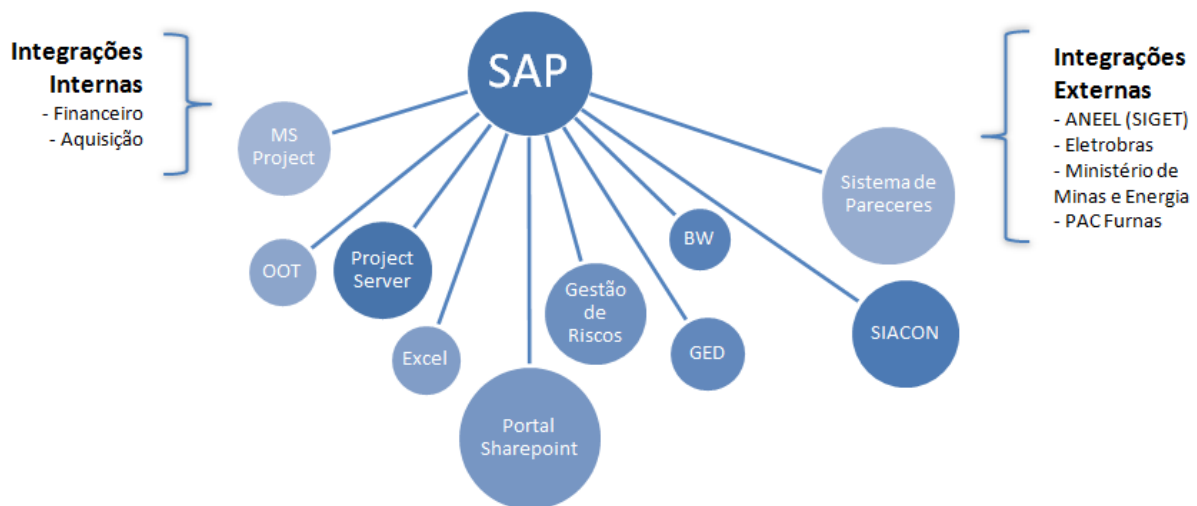 Integrações
Internas
- Financeiro
- Aquisição
SAP
MS
Project
OOT
Project
Server
Excel
Portal
Sharepoint
Gestão
de
Riscos
BW
GED
Sistema de
Pareceres
SIACON
Integrações
Externas
- ANEEL (SIGET)
- Eletrobras
- Ministério de
Minas e Energia
- PAC Furnas